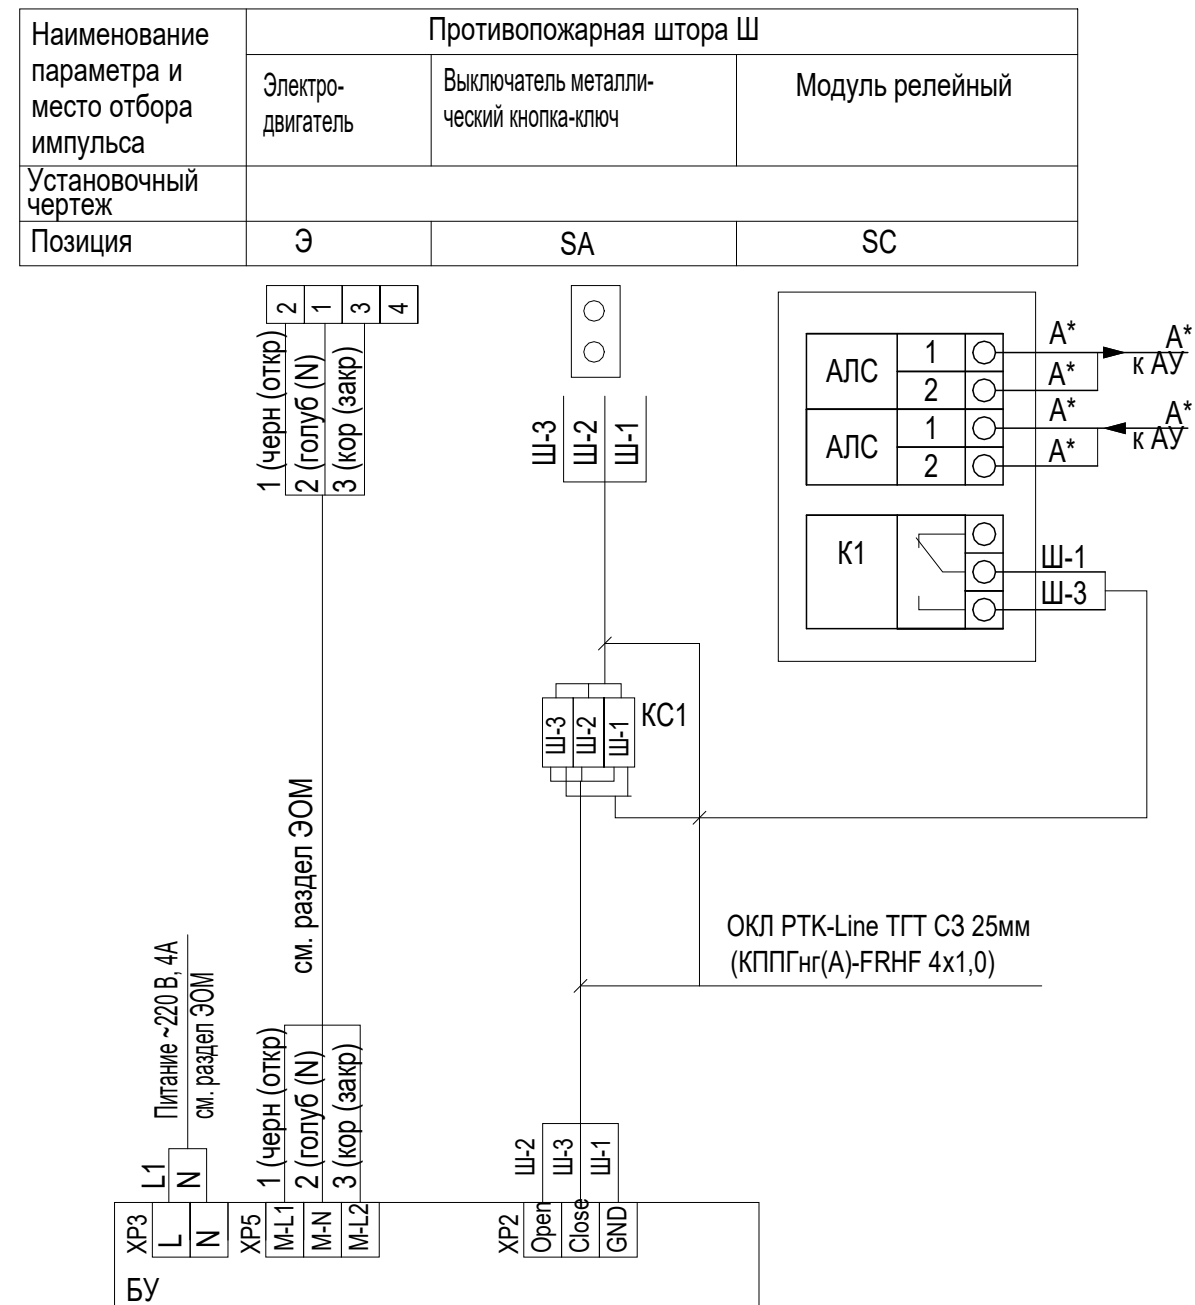 Наименование
параметра и
место отбора
импульса
Противопожарная штора Ш
Электро-
двигатель
Выключатель металли-
ческий кнопка-ключ
Модуль релейный
Установочный
чертеж
Позиция
Э
SA
SC
2
1
3
4
1 (черн (откр)
2 (голуб (N)
3 (кор (закр)
Ш-3
Ш-2
Ш-1
АЛС
1
2
АЛС
1
2
А*
А*
А*
А*
А*
к АУ
А*
к АУ
К1
Ш-1
Ш-3
Ш-3
Ш-2
Ш-1
КС1
см. раздел ЭОМ
ОКЛ PTK-Line ТГТ СЗ 25мм
(КППГнг(А)-FRHF 4х1,0)
Питание ~220 В, 4А
см. раздел ЭОМ
L1
N
1 (черн (откр)
2 (голуб (N)
3 (кор (закр)
Ш-2
Ш-3
Ш-1
XP3
L
N
XP5
M-L1
M-N
M-L2
XP2
Open
Close
GND
БУ